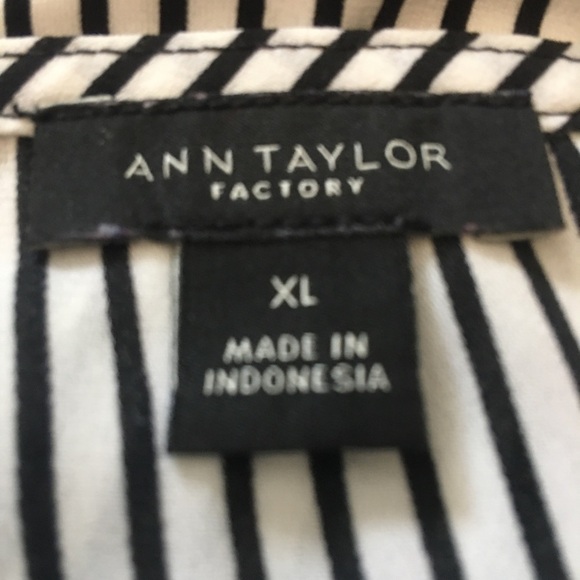 ANN TAYLOR
FACTORY
XL
MADE IN
INDONESIA